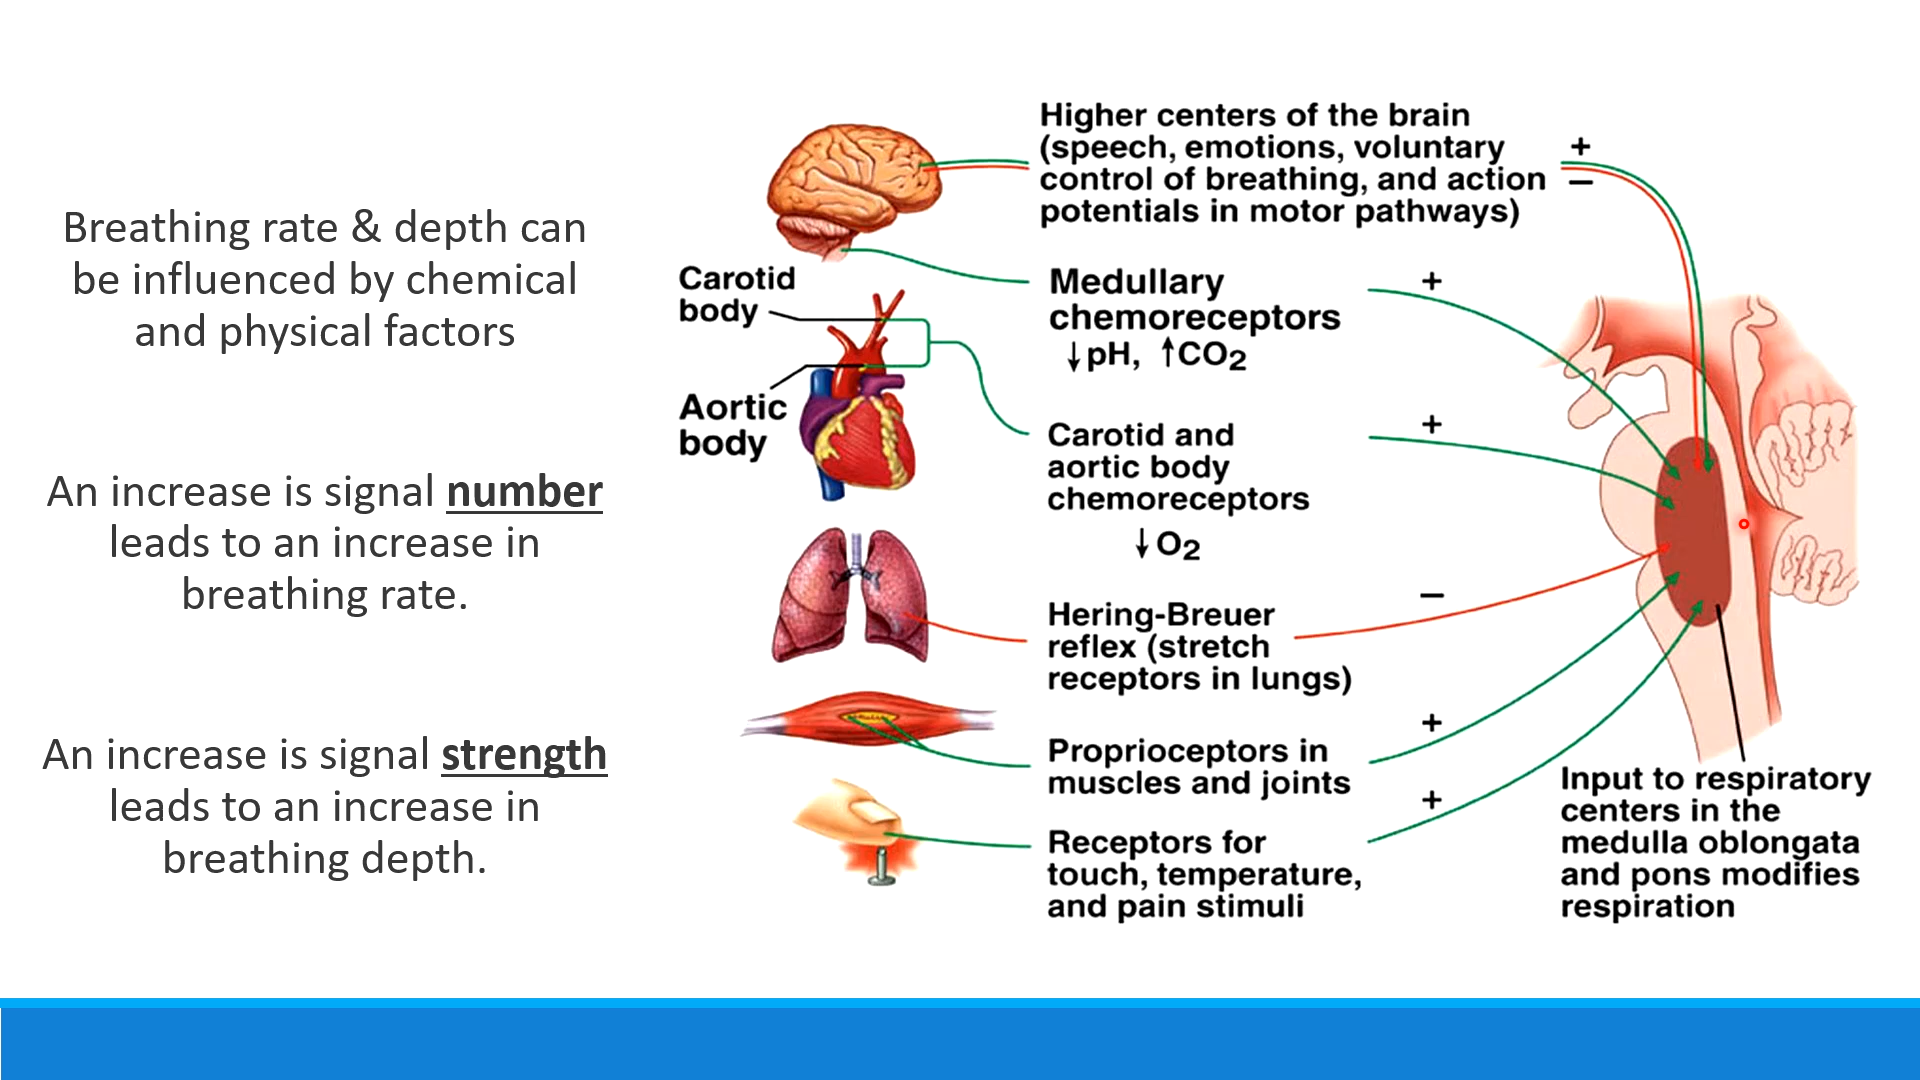 Breathing rate & depth can
be influenced by chemical
and physical factors
An increase is signal number
leads to an increase in
breathing rate.
An increase is signal strength
leads to an increase in
breathing depth.
Higher centers of the brain
(speech, emotions, voluntary
control of breathing, and action
potentials in motor pathways)
+
–
Carotid
body
Aortic
body
Medullary
chemoreceptors
↓pH, ↑CO2
+
Carotid and
aortic body
chemoreceptors
↓O2
+
Hering-Breuer
reflex (stretch
receptors in lungs)
–
Proprioceptors in
muscles and joints
+
Receptors for
touch, temperature,
and pain stimuli
+
Input to respiratory
centers in the
medulla oblongata
and pons modifies
respiration